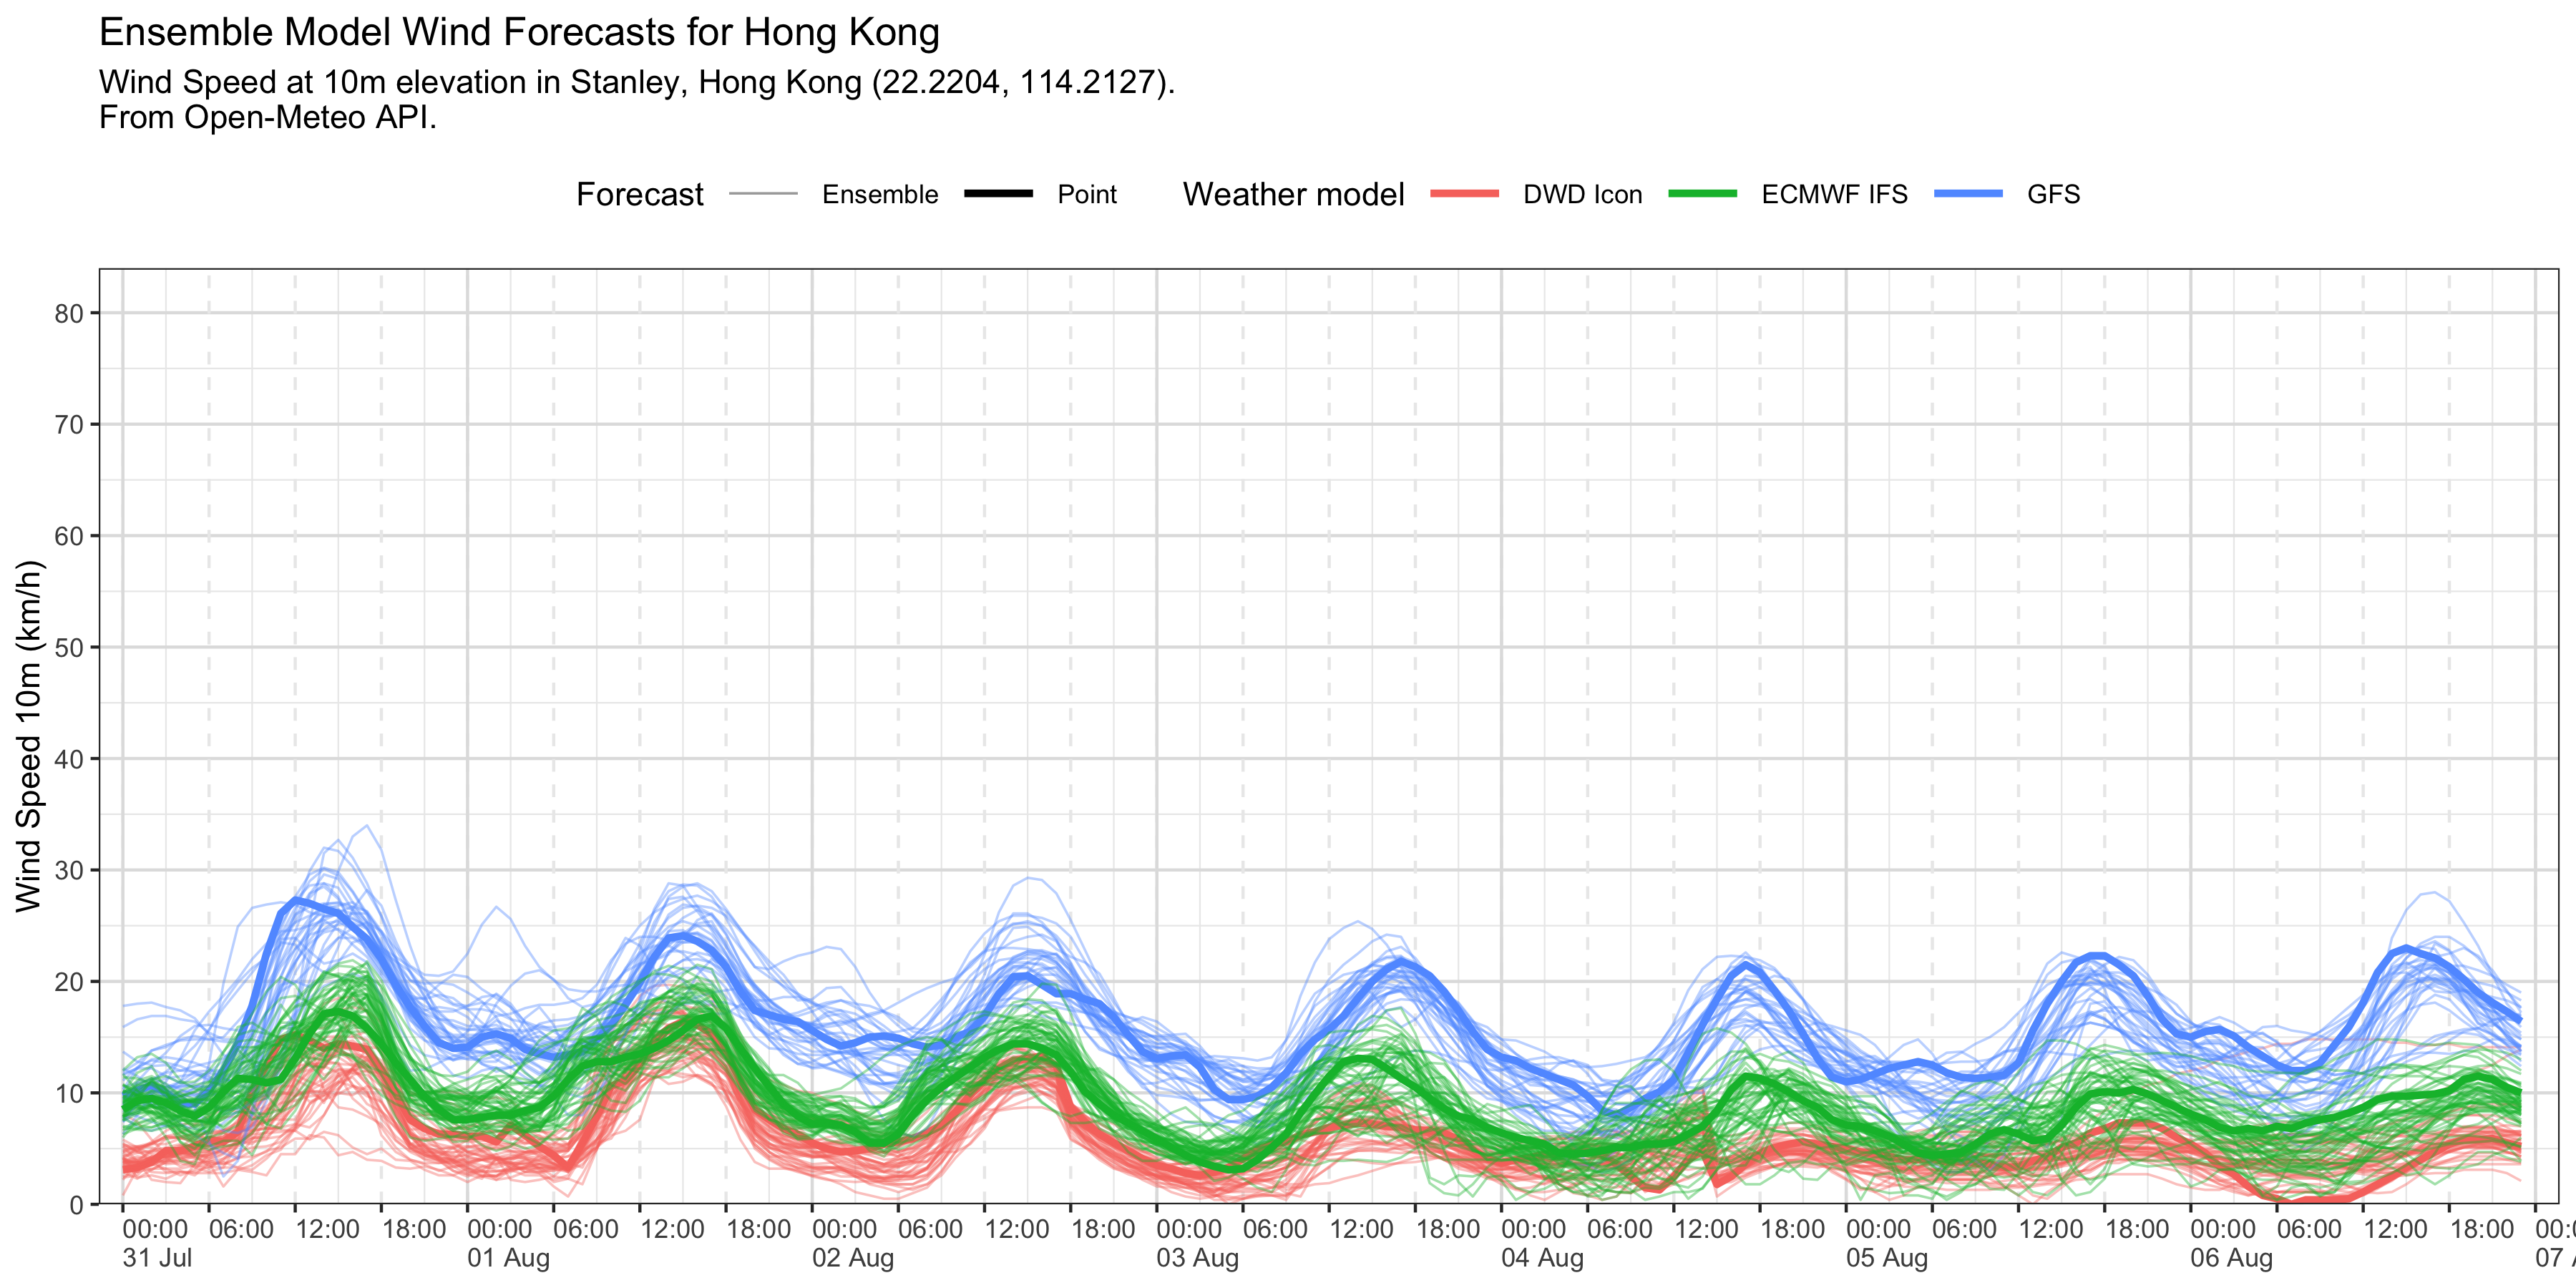 Ensemble Model Wind Forecasts for Hong Kong
Wind Speed at 10m elevation in Stanley, Hong Kong (22.2204, 114.2127).
From Open-Meteo API.
Forecast Ensemble Point Weather model DWD Icon ECMWF IFS GFS
Wind Speed 10m (km/h)
80
70
60
50
40
30
20
10
0
00:00 06:00 12:00 18:00 00:00 06:00 12:00 18:00 00:00 06:00 12:00 18:00 00:00 06:00 12:00 18:00 00:00 06:00 12:00 18:00 00:00 06:00 12:00 18:00 00:00 06:00 12:00 18:00
31 Jul 01 Aug 02 Aug 03 Aug 04 Aug 05 Aug 06 Aug 07